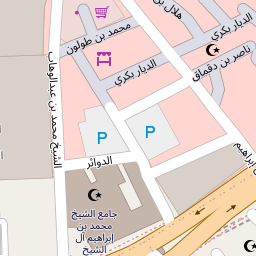 هلال بن
محمد بن طولون
الديار بكري
الديار بكري
ناصر بن دقماق
الشيخ محمد بن عبدالوهاب
P
P
الدوائر
إبراهيم
جامع الشيخ
محمد بن
إبراهيم آل
الشيخ